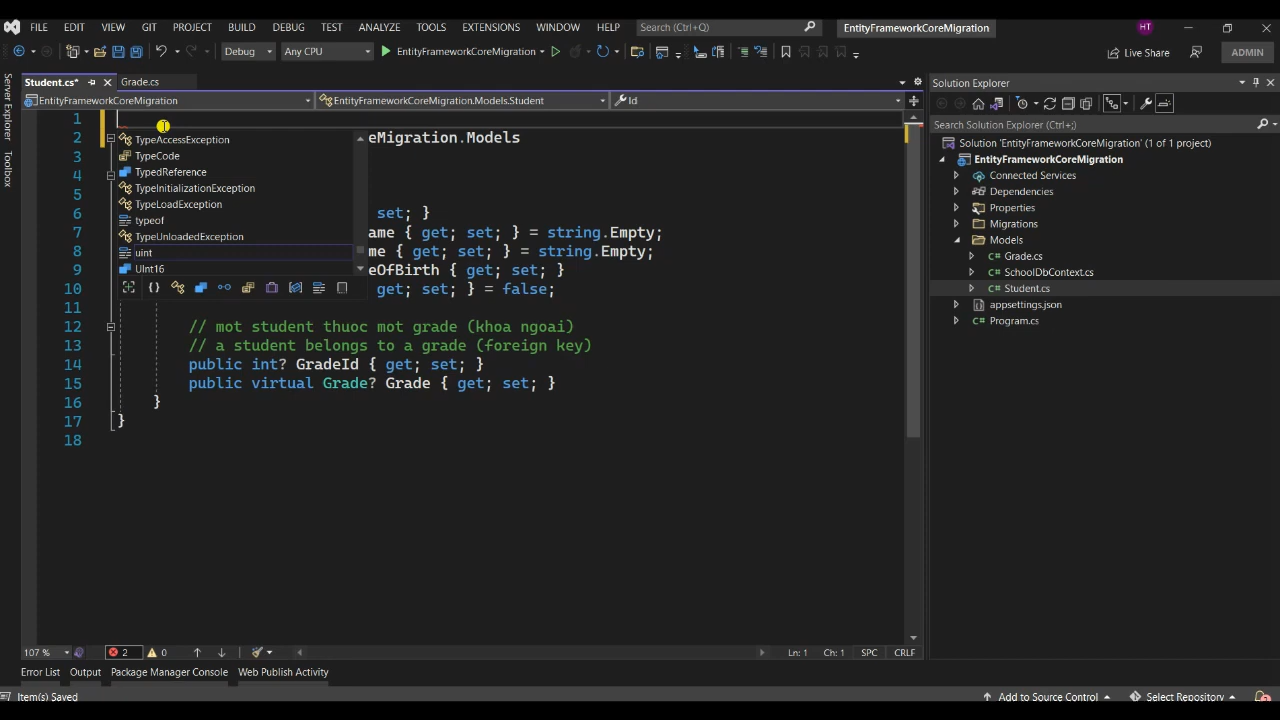 FILE EDIT VIEW GIT PROJECT BUILD DEBUG TEST ANALYZE TOOLS EXTENSIONS WINDOW HELP Search (Ctrl+Q) EntityFrameworkCoreMigration HT
Debug Any CPU EntityFrameworkCoreMigration Live Share ADMIN
Server Explorer
Toolbox
Student.cs* Grade.cs
EntityFrameworkCoreMigration EntityFrameworkCoreMigration.Models.Student Id
1
2 eMigration.Models
3
4
5
6 set; }
7 ame { get; set; } = string.Empty;
8 me { get; set; } = string.Empty;
9 eOfBirth { get; set; }
10 get; set; } = false;
11
12 // mot student thuoc mot grade (khoa ngoai)
13 // a student belongs to a grade (foreign key)
14 public int? GradeId { get; set; }
15 public virtual Grade? Grade { get; set; }
16 }
17 }
18
TypeAccessException
TypeCode
TypedReference
TypeInitializationException
TypeLoadException
typeof
TypeUnloadedException
uint
UInt16
107 % 2 0 Ln: 1 Ch: 1 SPC CRLF
Solution Explorer
Search Solution Explorer (Ctrl+;)
Solution 'EntityFrameworkCoreMigration' (1 of 1 project)
EntityFrameworkCoreMigration
Connected Services
Dependencies
Properties
Migrations
Models
C# Grade.cs
C# SchoolDbContext.cs
C# Student.cs
appsettings.json
C# Program.cs
Error List Output Package Manager Console Web Publish Activity
Item(s) Saved Add to Source Control Select Repository